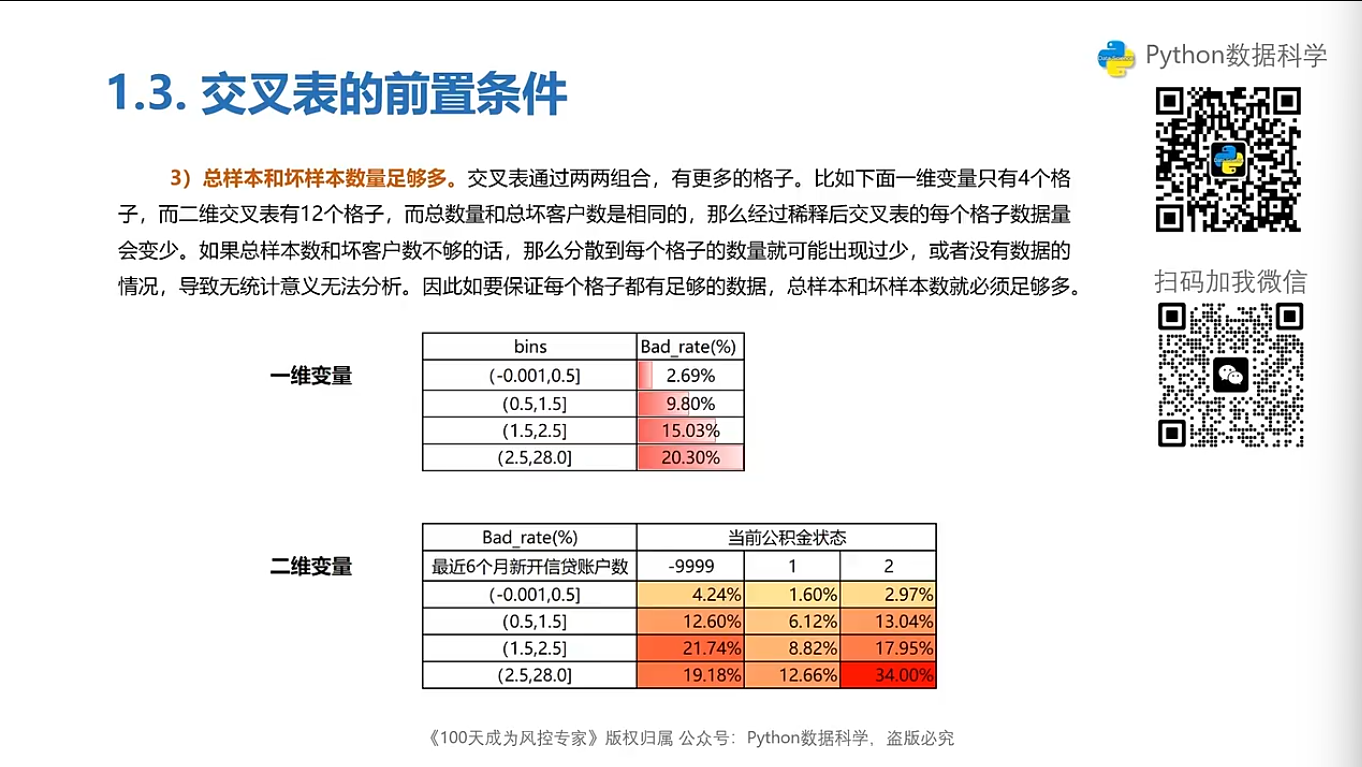 Python数据科学
1.3. 交叉表的前置条件
3）总样本和坏样本数量足够多。交叉表通过两两组合，有更多的格子。比如下面一维变量只有4个格
子，而二维交叉表有12个格子，而总数量和总坏客户数是相同的，那么经过稀释后交叉表的每个格子数据量
会变少。如果总样本数和坏客户数不够的话，那么分散到每个格子的数量就可能出现过少，或者没有数据的
情况，导致无统计意义无法分析。因此如要保证每个格子都有足够的数据，总样本和坏样本数就必须足够多。
扫码加我微信
一维变量
bins Bad_rate(%)
(-0.001,0.5] 2.69%
(0.5,1.5] 9.80%
(1.5,2.5] 15.03%
(2.5,28.0] 20.30%
二维变量
Bad_rate(%) 当前公积金状态
最近6个月新开信贷账户数 -9999 1 2
(-0.001,0.5] 4.24% 1.60% 2.97%
(0.5,1.5] 12.60% 6.12% 13.04%
(1.5,2.5] 21.74% 8.82% 17.95%
(2.5,28.0] 19.18% 12.66% 34.00%
《100天成为风控专家》版权归属 公众号：Python数据科学，盗版必究